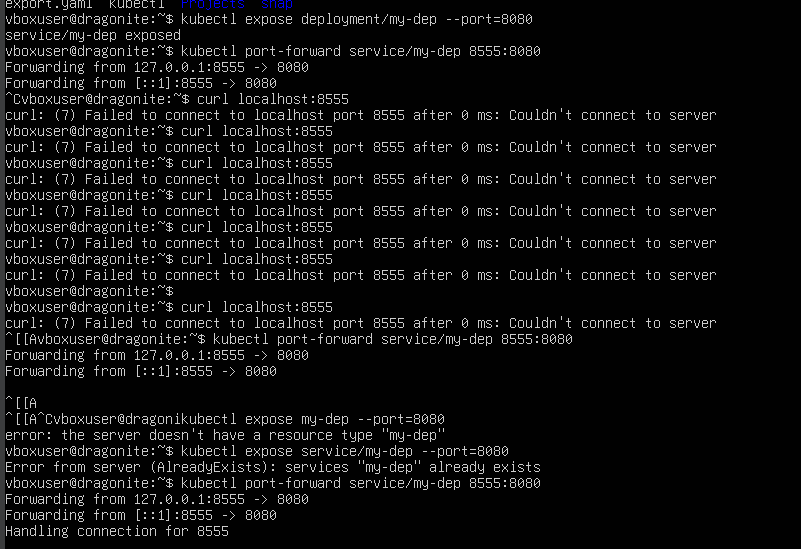 export.yaml kubectl Projects snap
vboxuser@dragonite:~$ kubectl expose deployment/my-dep --port=8080
service/my-dep exposed
vboxuser@dragonite:~$ kubectl port-forward service/my-dep 8555:8080
Forwarding from 127.0.0.1:8555 -> 8080
Forwarding from [::1]:8555 -> 8080
^Cvboxuser@dragonite:~$ curl localhost:8555
curl: (7) Failed to connect to localhost port 8555 after 0 ms: Couldn't connect to server
vboxuser@dragonite:~$ curl localhost:8555
curl: (7) Failed to connect to localhost port 8555 after 0 ms: Couldn't connect to server
vboxuser@dragonite:~$ curl localhost:8555
curl: (7) Failed to connect to localhost port 8555 after 0 ms: Couldn't connect to server
vboxuser@dragonite:~$ curl localhost:8555
curl: (7) Failed to connect to localhost port 8555 after 0 ms: Couldn't connect to server
vboxuser@dragonite:~$ curl localhost:8555
curl: (7) Failed to connect to localhost port 8555 after 0 ms: Couldn't connect to server
vboxuser@dragonite:~$ curl localhost:8555
curl: (7) Failed to connect to localhost port 8555 after 0 ms: Couldn't connect to server
vboxuser@dragonite:~$
vboxuser@dragonite:~$ curl localhost:8555
curl: (7) Failed to connect to localhost port 8555 after 0 ms: Couldn't connect to server
^[[Avboxuser@dragonite:~$ kubectl port-forward service/my-dep 8555:8080
Forwarding from 127.0.0.1:8555 -> 8080
Forwarding from [::1]:8555 -> 8080
^[[A
^[[A^Cvboxuser@dragonikubectl expose my-dep --port=8080
error: the server doesn't have a resource type "my-dep"
vboxuser@dragonite:~$ kubectl expose service/my-dep --port=8080
Error from server (AlreadyExists): services "my-dep" already exists
vboxuser@dragonite:~$ kubectl port-forward service/my-dep 8555:8080
Forwarding from 127.0.0.1:8555 -> 8080
Forwarding from [::1]:8555 -> 8080
Handling connection for 8555